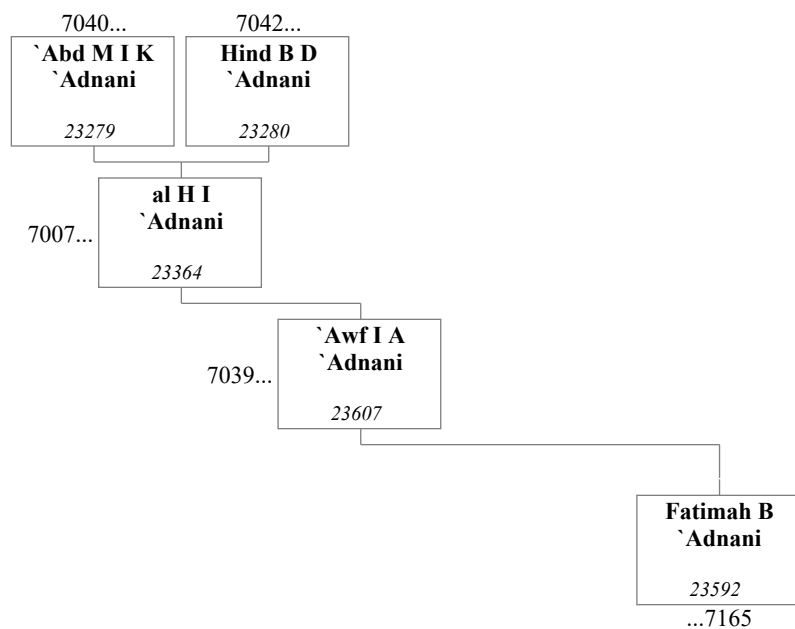 7040...
7042...
`Abd M I K
`Adnani
23279
Hind B D
`Adnani
23280
al H I
`Adnani
23364
7007...
`Awf I A
`Adnani
23607
7039...
Fatimah B
`Adnani
23592
...7165